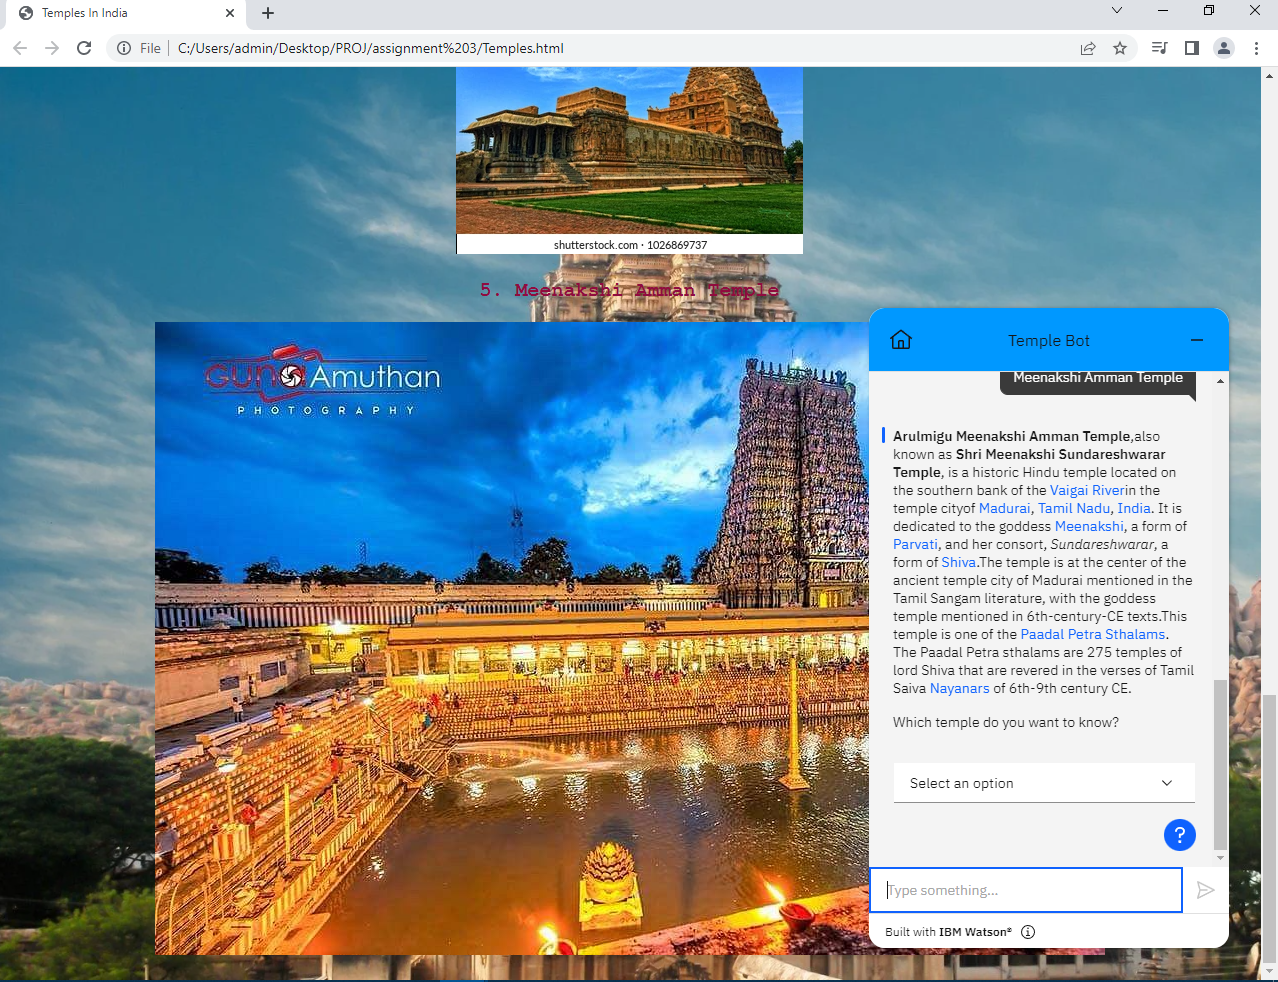 Temples In India
File
C:/Users/admin/Desktop/PROJ/assignment%203/Temples.html
shutterstock.com · 1026869737
5. Meenakshi Amman Temple
Guna Amuthan
PHOTOGRAPHY
Temple Bot
Meenakshi Amman Temple
Arulmigu Meenakshi Amman Temple,also
known as Shri Meenakshi Sundareshwarar
Temple, is a historic Hindu temple located on
the southern bank of the Vaigai Riverin the
temple cityof Madurai, Tamil Nadu, India. It is
dedicated to the goddess Meenakshi, a form of
Parvati, and her consort, Sundareshwarar, a
form of Shiva.The temple is at the center of the
ancient temple city of Madurai mentioned in the
Tamil Sangam literature, with the goddess
temple mentioned in 6th-century-CE texts.This
temple is one of the Paadal Petra Sthalams.
The Paadal Petra sthalams are 275 temples of
lord Shiva that are revered in the verses of Tamil
Saiva Nayanars of 6th-9th century CE.
Which temple do you want to know?
Select an option
?
Type something...
Built with IBM Watson®